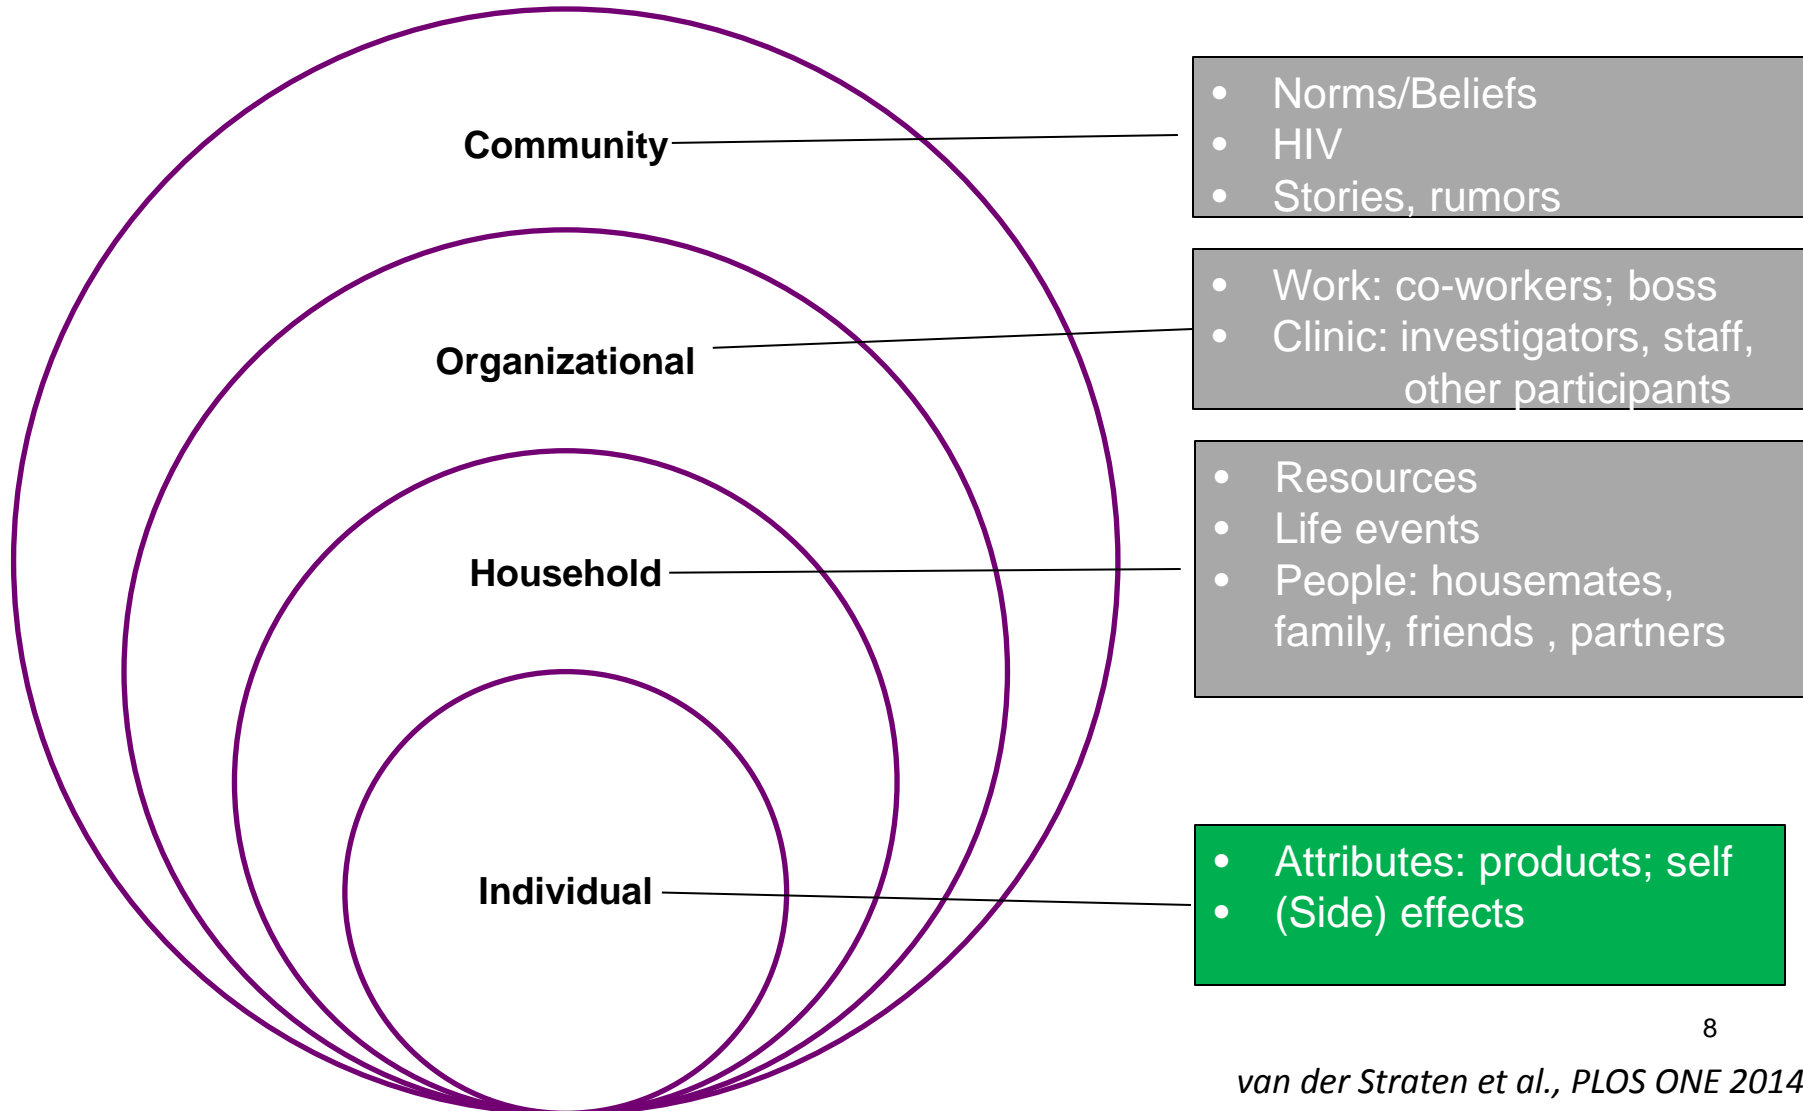 Community
• Norms/Beliefs
• HIV
• Stories, rumors
Organizational
• Work: co-workers; boss
• Clinic: investigators, staff,
other participants
Household
• Resources
• Life events
• People: housemates,
family, friends , partners
Individual
• Attributes: products; self
• (Side) effects
8
van der Straten et al., PLOS ONE 2014